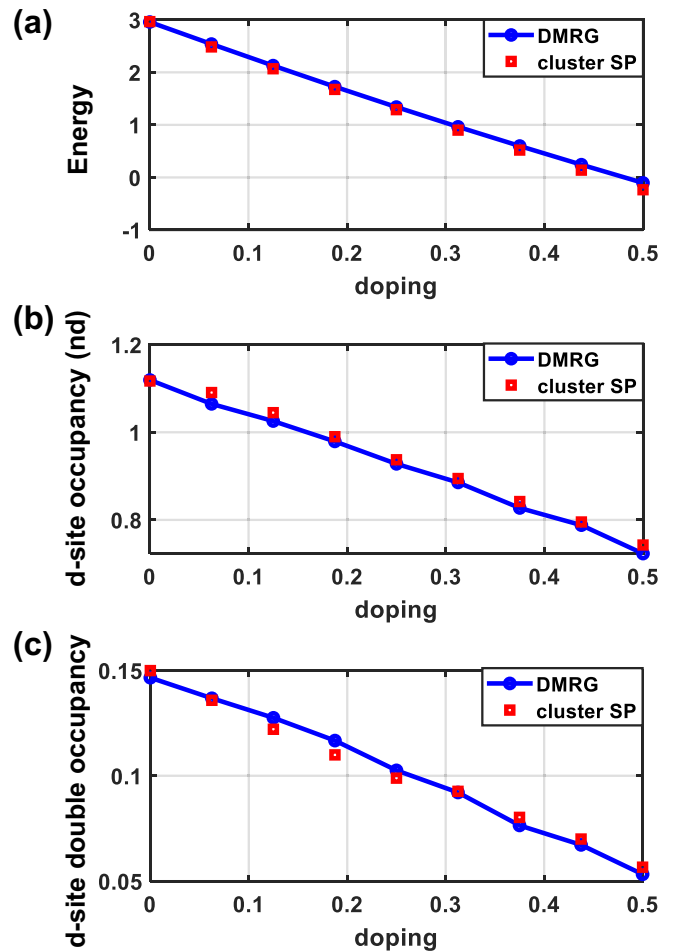 (a)
3
2
1
0
-1
Energy
DMRG
cluster SP
0
0.1
0.2
0.3
0.4
0.5
doping
(b)
1.2
1
0.8
d-site occupancy (nd)
DMRG
cluster SP
0
0.1
0.2
0.3
0.4
0.5
doping
(c)
0.15
0.1
0.05
d-site double occupancy
DMRG
cluster SP
0
0.1
0.2
0.3
0.4
0.5
doping